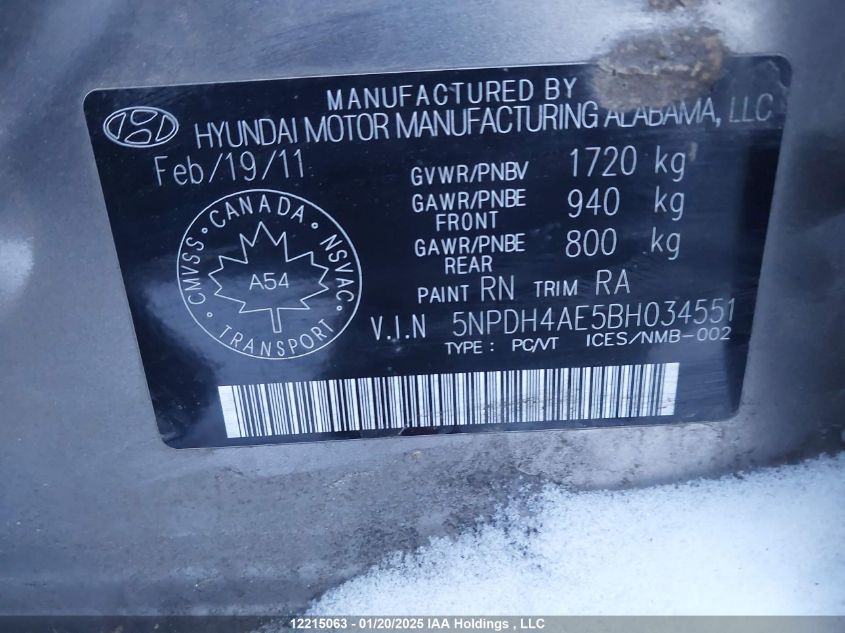 MANUFACTURED BY
HYUNDAI MOTOR MANUFACTURING ALABAMA, LLC
Feb/19/11
GVWR/PNBV 1720 kg
GAWR/PNBE FRONT 940 kg
GAWR/PNBE REAR 800 kg
CANADA
CMVSS NSVAC
A54
TRANSPORT
PAINT RN TRIM RA
V.I.N 5NPDH4AE5BH034551
TYPE : PC/VT ICES/NMB-002
12215063 - 01/20/2025 IAA Holdings , LLC